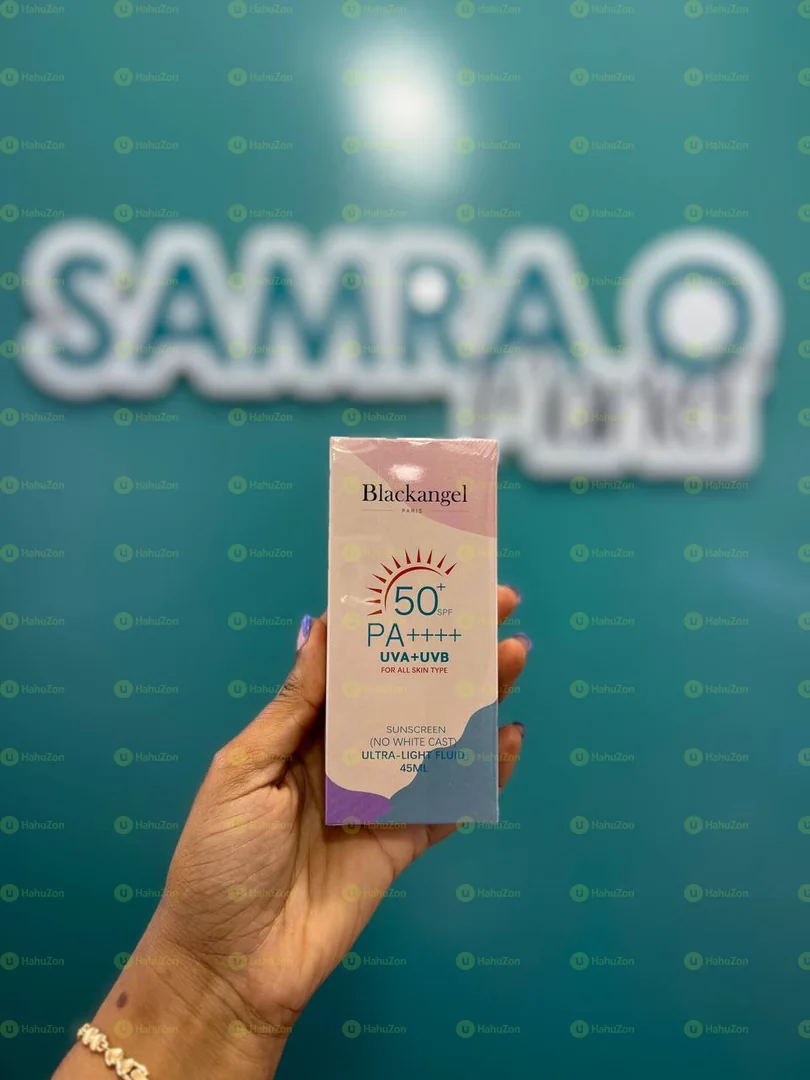 SAMRA
Blackangel
PARIS
50+
SPF
PA++++
UVA+UVB
FOR ALL SKIN TYPE
SUNSCREEN
(NO WHITE CAST)
ULTRA-LIGHT FLUID
45ML
HahuZon